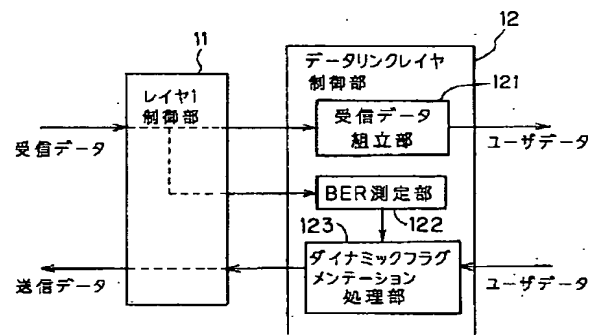 11
12
データリンクレイヤ
制御部
121
レイヤ1
制御部
受信データ
組立部
受信データ
ユーザデータ
BER測定部
122
123
ダイナミックフラグ
メンテーション
処理部
送信データ
ユーザデータ